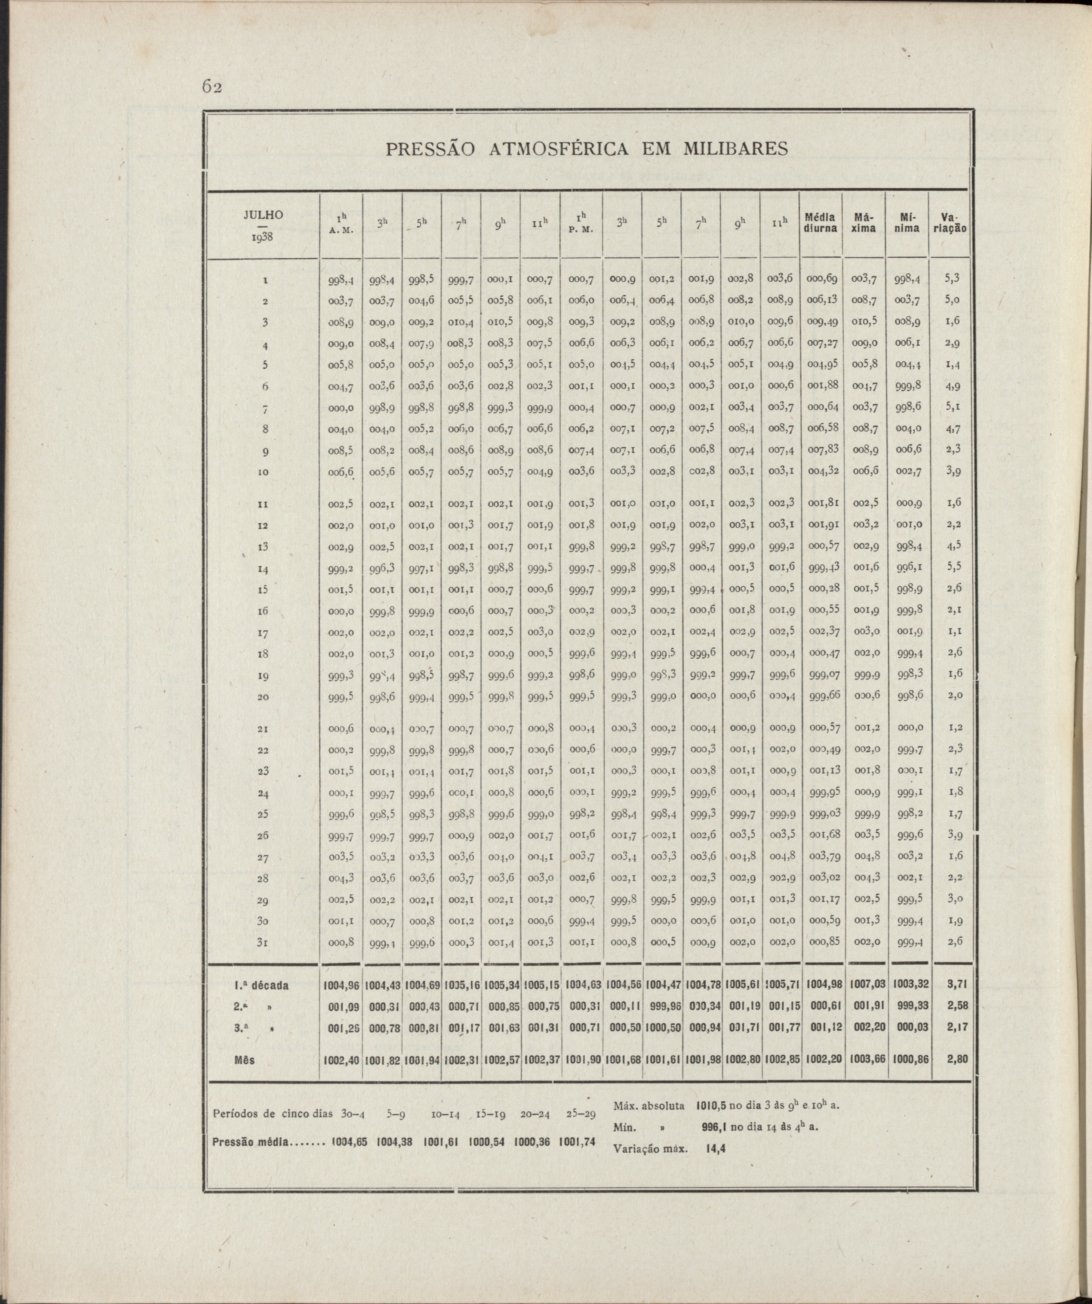 62
PRESSÃO ATMOSFÉRICA EM MILIBARES
JULHO — 1938 1h A. M. 3h 5h 7h 9h 11h 1h P. M. 3h 5h 7h 9h 11h Média diurna Má-xima Mí-nima Va-riação
1 998,4 998,4 998,5 999,7 000,1 000,7 000,7 000,9 001,2 001,9 002,8 003,6 000,69 003,7 998,4 5,3
2 003,7 003,7 004,6 005,5 005,8 006,1 006,0 006,4 006,4 006,8 008,2 008,9 006,13 008,7 003,7 5,0
3 008,9 009,0 009,2 010,4 010,5 009,8 009,3 009,2 008,9 008,9 010,0 009,6 009,49 010,5 008,9 1,6
4 009,0 008,4 007,9 008,3 008,3 007,5 006,6 006,3 006,1 006,2 006,7 006,6 007,27 009,0 006,1 2,9
5 005,8 005,0 005,0 005,0 005,3 005,1 005,0 004,5 004,4 004,5 005,1 004,9 004,95 005,8 004,4 1,4
6 004,7 003,6 003,6 003,6 002,8 002,3 001,1 000,1 000,2 000,3 001,0 000,6 001,88 004,7 999,8 4,9
7 000,0 998,9 998,8 998,8 999,3 999,9 000,4 000,7 000,9 002,1 003,4 003,7 000,64 003,7 998,6 5,1
8 004,0 004,0 005,2 006,0 006,7 006,6 006,2 007,1 007,2 007,5 008,4 008,7 006,58 008,7 004,0 4,7
9 008,5 008,2 008,4 008,6 008,9 008,6 007,4 007,1 006,6 006,8 007,4 007,4 007,83 008,9 006,6 2,3
10 006,6 005,6 005,7 005,7 005,7 004,9 003,6 003,3 002,8 002,8 003,1 003,1 004,32 006,6 002,7 3,9
11 002,5 002,1 002,1 002,1 002,1 001,9 001,3 001,0 001,0 001,1 002,3 002,3 001,81 002,5 000,9 1,6
12 002,0 001,0 001,0 001,3 001,7 001,9 001,8 001,9 001,9 002,0 003,1 003,1 001,91 003,2 001,0 2,2
13 002,9 002,5 002,1 002,1 001,7 001,1 999,8 999,2 998,7 998,7 999,0 999,2 000,57 002,9 998,4 4,5
14 999,2 996,3 997,1 998,3 998,8 999,5 999,7 999,8 999,8 000,4 001,3 001,6 999,43 001,6 996,1 5,5
15 001,5 001,1 001,1 001,1 000,7 000,6 999,7 999,2 999,1 999,4 000,5 000,5 000,28 001,5 998,9 2,6
16 000,0 999,8 999,9 000,6 000,7 000,3 000,2 000,3 000,2 000,6 001,8 001,9 000,55 001,9 999,8 2,1
17 002,0 002,0 002,1 002,2 002,5 003,0 002,9 002,0 002,1 002,4 002,9 002,5 002,37 003,0 001,9 1,1
18 002,0 001,3 001,0 001,2 000,9 000,5 999,6 999,4 999,5 999,6 000,7 000,4 000,47 002,0 999,4 2,6
19 999,3 998,4 998,5 998,7 999,6 999,2 998,6 999,0 998,3 999,2 999,7 999,6 999,07 999,9 998,3 1,6
20 999,5 998,6 999,4 999,5 999,8 999,5 999,5 999,3 999,0 000,0 000,6 000,4 999,66 000,6 998,6 2,0
21 000,6 000,4 000,7 000,7 000,7 000,8 000,4 000,3 000,2 000,4 000,9 000,9 000,57 001,2 000,0 1,2
22 000,2 999,8 999,8 999,8 000,7 000,6 000,6 000,0 999,7 000,3 001,4 002,0 000,49 002,0 999,7 2,3
23 001,5 001,4 001,4 001,7 001,8 001,5 001,1 000,3 000,1 000,8 001,1 000,9 001,13 001,8 000,1 1,7
24 000,1 999,7 999,6 000,1 000,8 000,6 000,1 999,2 999,5 999,6 000,4 000,4 999,95 000,9 999,1 1,8
25 999,6 998,5 998,3 998,8 999,6 999,0 998,2 998,4 998,4 999,3 999,7 999,9 999,03 999,9 998,2 1,7
26 999,7 999,7 999,7 000,9 002,0 001,7 001,6 001,7 002,1 002,6 003,5 003,5 001,68 003,5 999,6 3,9
27 003,5 003,2 003,3 003,6 004,0 004,1 003,7 003,4 003,3 003,6 004,8 004,8 003,79 004,8 003,2 1,6
28 004,3 003,6 003,6 003,7 003,6 003,0 002,6 002,1 002,2 002,3 002,9 002,9 003,02 004,3 002,1 2,2
29 002,5 002,2 002,1 002,1 002,1 001,2 000,7 999,8 999,5 999,9 001,1 001,3 001,17 002,5 999,5 3,0
30 001,1 000,7 000,8 001,2 001,2 000,6 999,4 999,5 000,0 000,6 001,0 001,0 000,59 001,3 999,4 1,9
31 000,8 999,4 999,6 000,3 001,4 001,3 001,1 000,8 000,5 000,9 002,0 002,0 000,85 002,0 999,4 2,6
1.ª década 1004,96 1004,43 1004,69 1005,16 1005,34 1005,15 1004,63 1004,56 1004,47 1004,78 1005,61 1005,71 1004,98 1007,03 1003,32 3,71
2.ª » 001,09 000,31 000,43 000,71 000,85 000,75 000,31 000,11 999,96 000,34 001,19 001,15 000,61 001,91 999,33 2,58
3.ª » 001,26 000,78 000,81 001,17 001,63 001,31 000,71 000,50 1000,50 000,94 001,71 001,77 001,12 002,20 000,03 2,17
Mês 1002,40 1001,82 1001,94 1002,31 1002,57 1002,37 1001,90 1001,68 1001,61 1001,98 1002,80 1002,85 1002,20 1003,66 1000,86 2,80
Períodos de cinco dias 30-4 5-9 10-14 15-19 20-24 25-29
Pressão média....... 1004,65 1004,38 1001,61 1000,54 1000,36 1001,74
Máx. absoluta 1010,5 no dia 3 às 9h e 10h a.
Mín. » 996,1 no dia 14 às 4h a.
Variação máx. 14,4